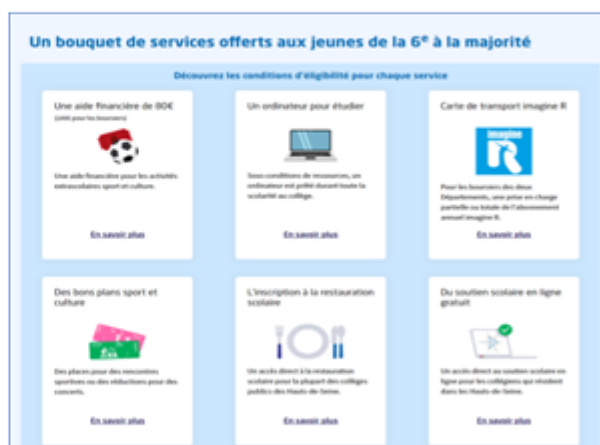 Un bouquet de services offerts aux jeunes de la 6e à la majorité
Découvrez les conditions d'éligibilité pour chaque service
Une aide financière de 80€
(100€ pour les boursiers)
Une aide financière pour les activités
extrascolaires sport et culture.
En savoir plus
Un ordinateur pour étudier
Sous conditions de ressources, un
ordinateur est prêté durant toute la
scolarité au collège.
En savoir plus
Carte de transport imagine R
imagine
R
Pour les boursiers des deux
Départements, une prise en charge
partielle ou totale de l'abonnement
annuel imagine R.
En savoir plus
Des bons plans sport et
culture
Des places pour des rencontres
sportives ou des réductions pour des
concerts.
En savoir plus
L'inscription à la restauration
scolaire
Un accès direct à la restauration
scolaire pour la plupart des collèges
publics des Hauts-de-Seine.
En savoir plus
Du soutien scolaire en ligne
gratuit
Un accès direct au soutien scolaire en
ligne pour les collégiens qui résident
dans les Hauts-de-Seine.
En savoir plus